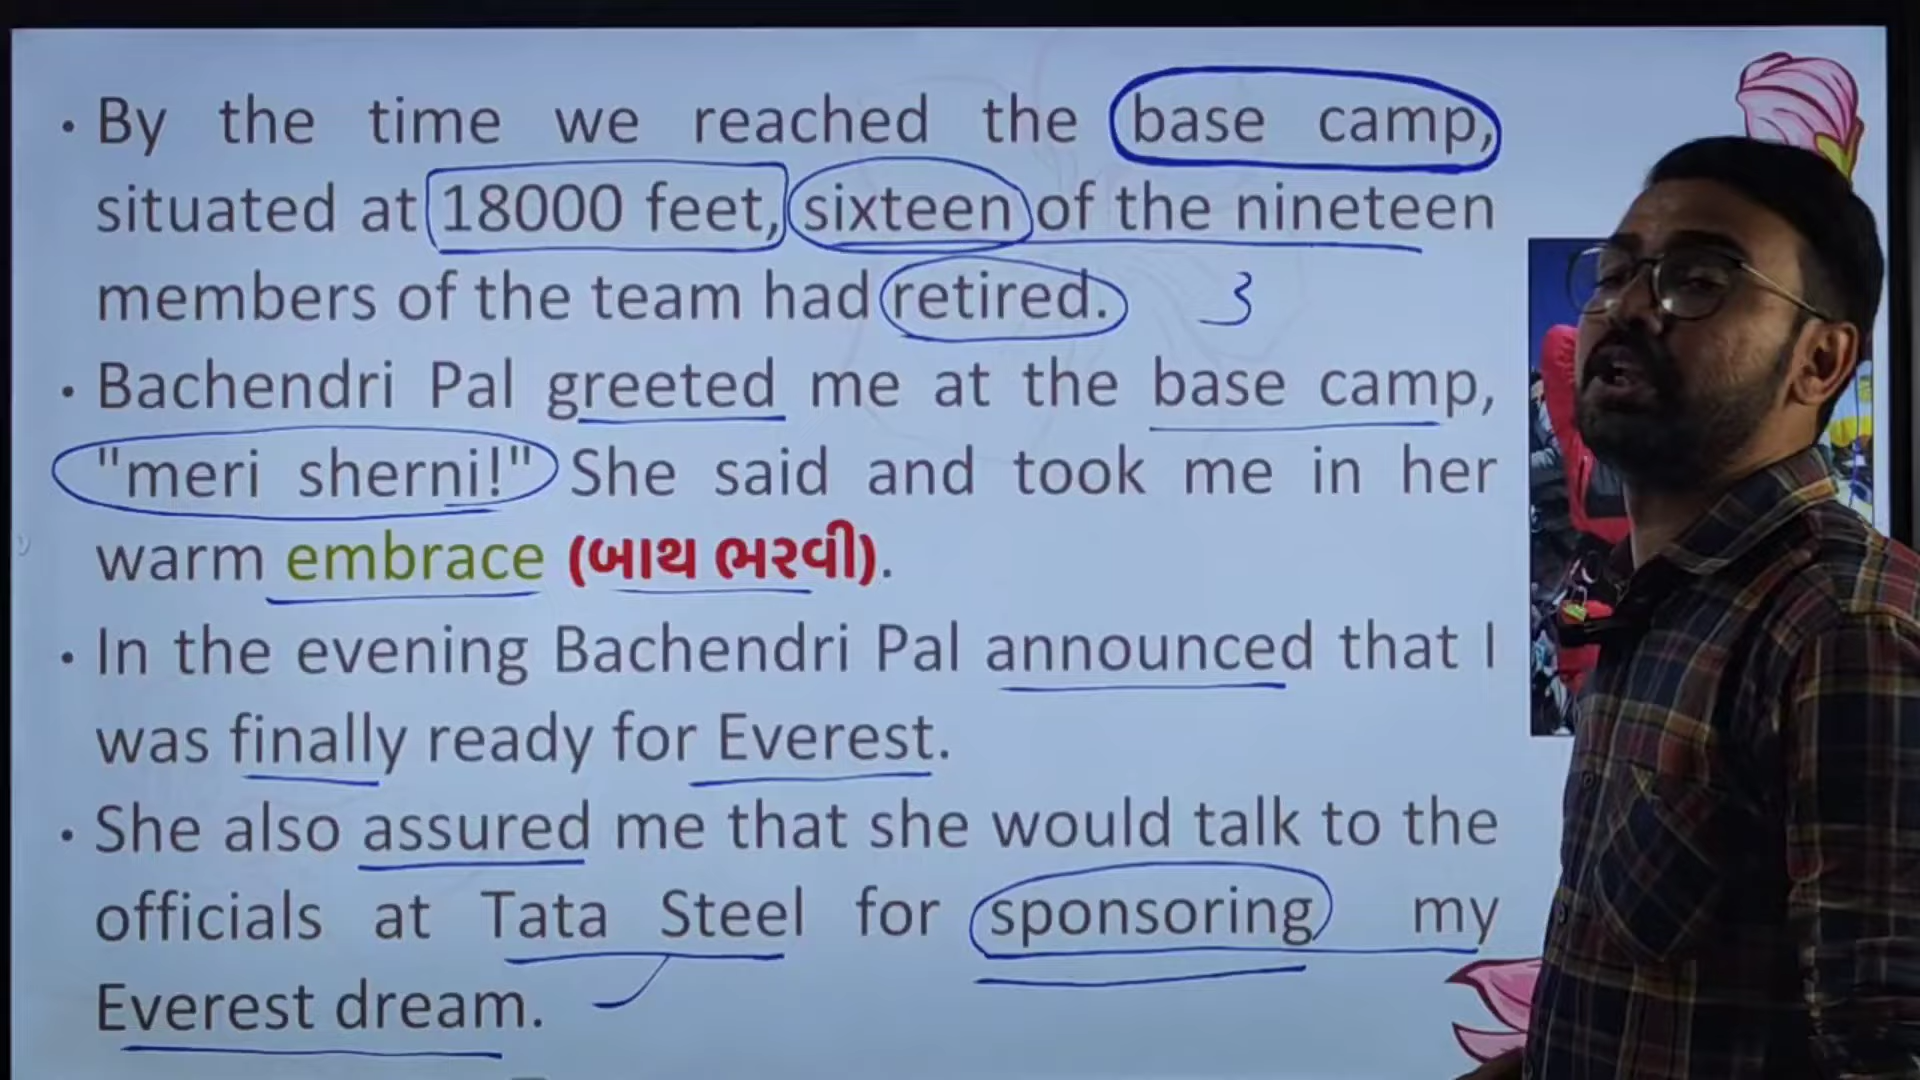 • By the time we reached the base camp,
situated at 18000 feet, sixteen of the nineteen
members of the team had retired. 3
• Bachendri Pal greeted me at the base camp,
"meri sherni!" She said and took me in her
warm embrace (બાથ ભરવી).
• In the evening Bachendri Pal announced that I
was finally ready for Everest.
• She also assured me that she would talk to the
officials at Tata Steel for sponsoring my
Everest dream.